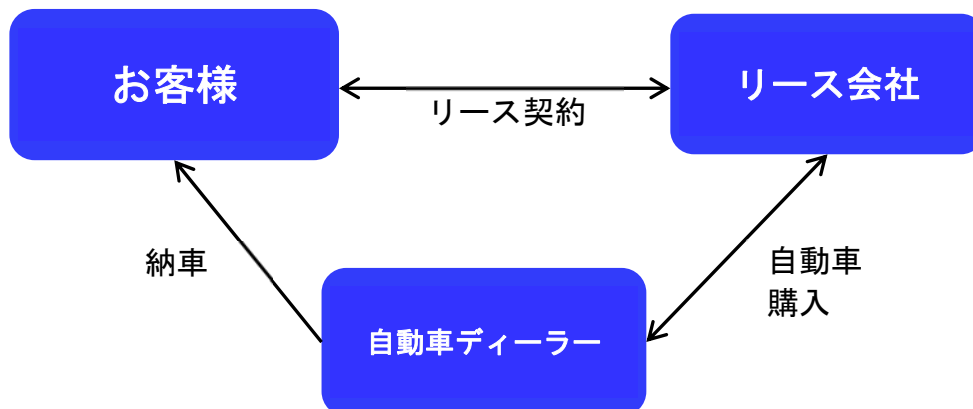 お客様
リース会社
リース契約
納車
自動車
購入
自動車ディーラー